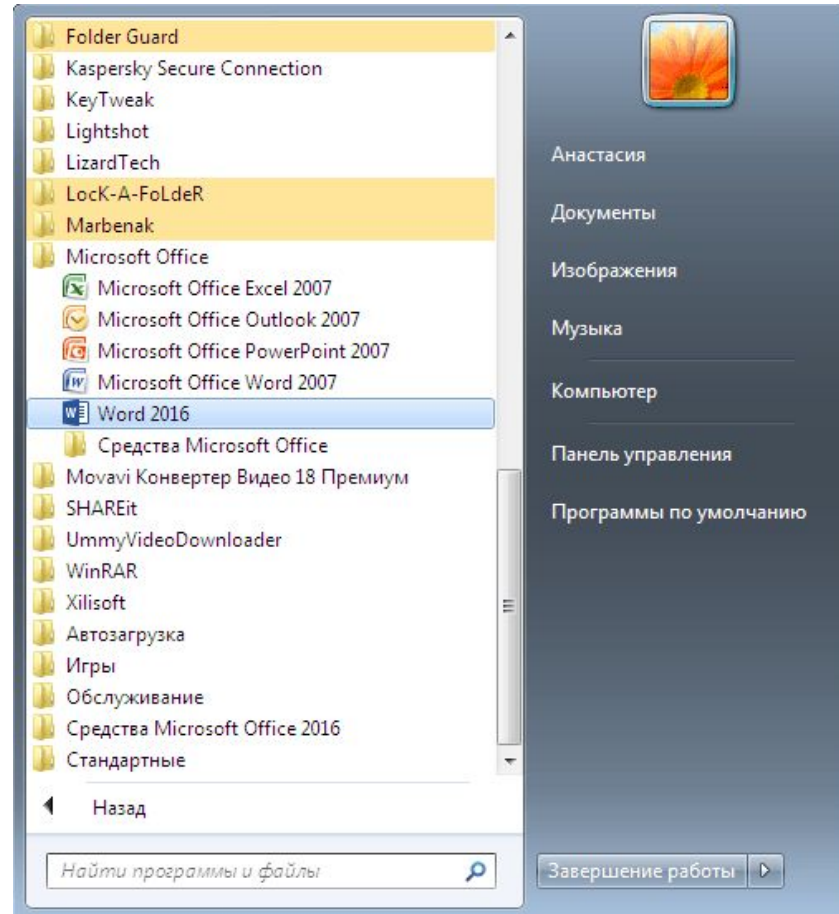 Folder Guard
Kaspersky Secure Connection
KeyTweak
Lightshot
LizardTech
LocK-A-FoLdeR
Marbenak
Microsoft Office
Microsoft Office Excel 2007
Microsoft Office Outlook 2007
Microsoft Office PowerPoint 2007
Microsoft Office Word 2007
Word 2016
Средства Microsoft Office
Movavi Конвертер Видео 18 Премиум
SHAREit
UmmyVideoDownloader
WinRAR
Xilisoft
Автозагрузка
Игры
Обслуживание
Средства Microsoft Office 2016
Стандартные
Назад
Найти программы и файлы
Анастасия
Документы
Изображения
Музыка
Компьютер
Панель управления
Программы по умолчанию
Завершение работы